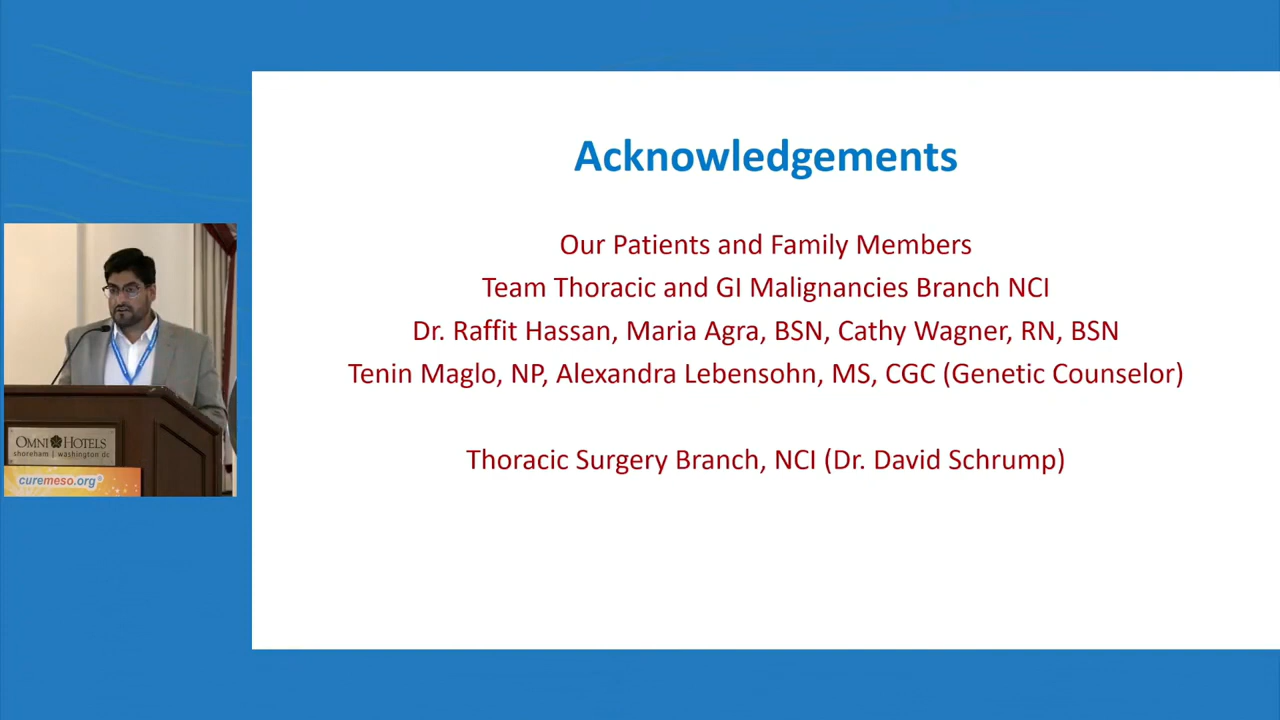 Acknowledgements
Our Patients and Family Members
Team Thoracic and GI Malignancies Branch NCI
Dr. Raffit Hassan, Maria Agra, BSN, Cathy Wagner, RN, BSN
Tenin Maglo, NP, Alexandra Lebensohn, MS, CGC (Genetic Counselor)
Thoracic Surgery Branch, NCI (Dr. David Schrump)
OMNI HOTELS
shoreham | washington dc
curemeso.org®